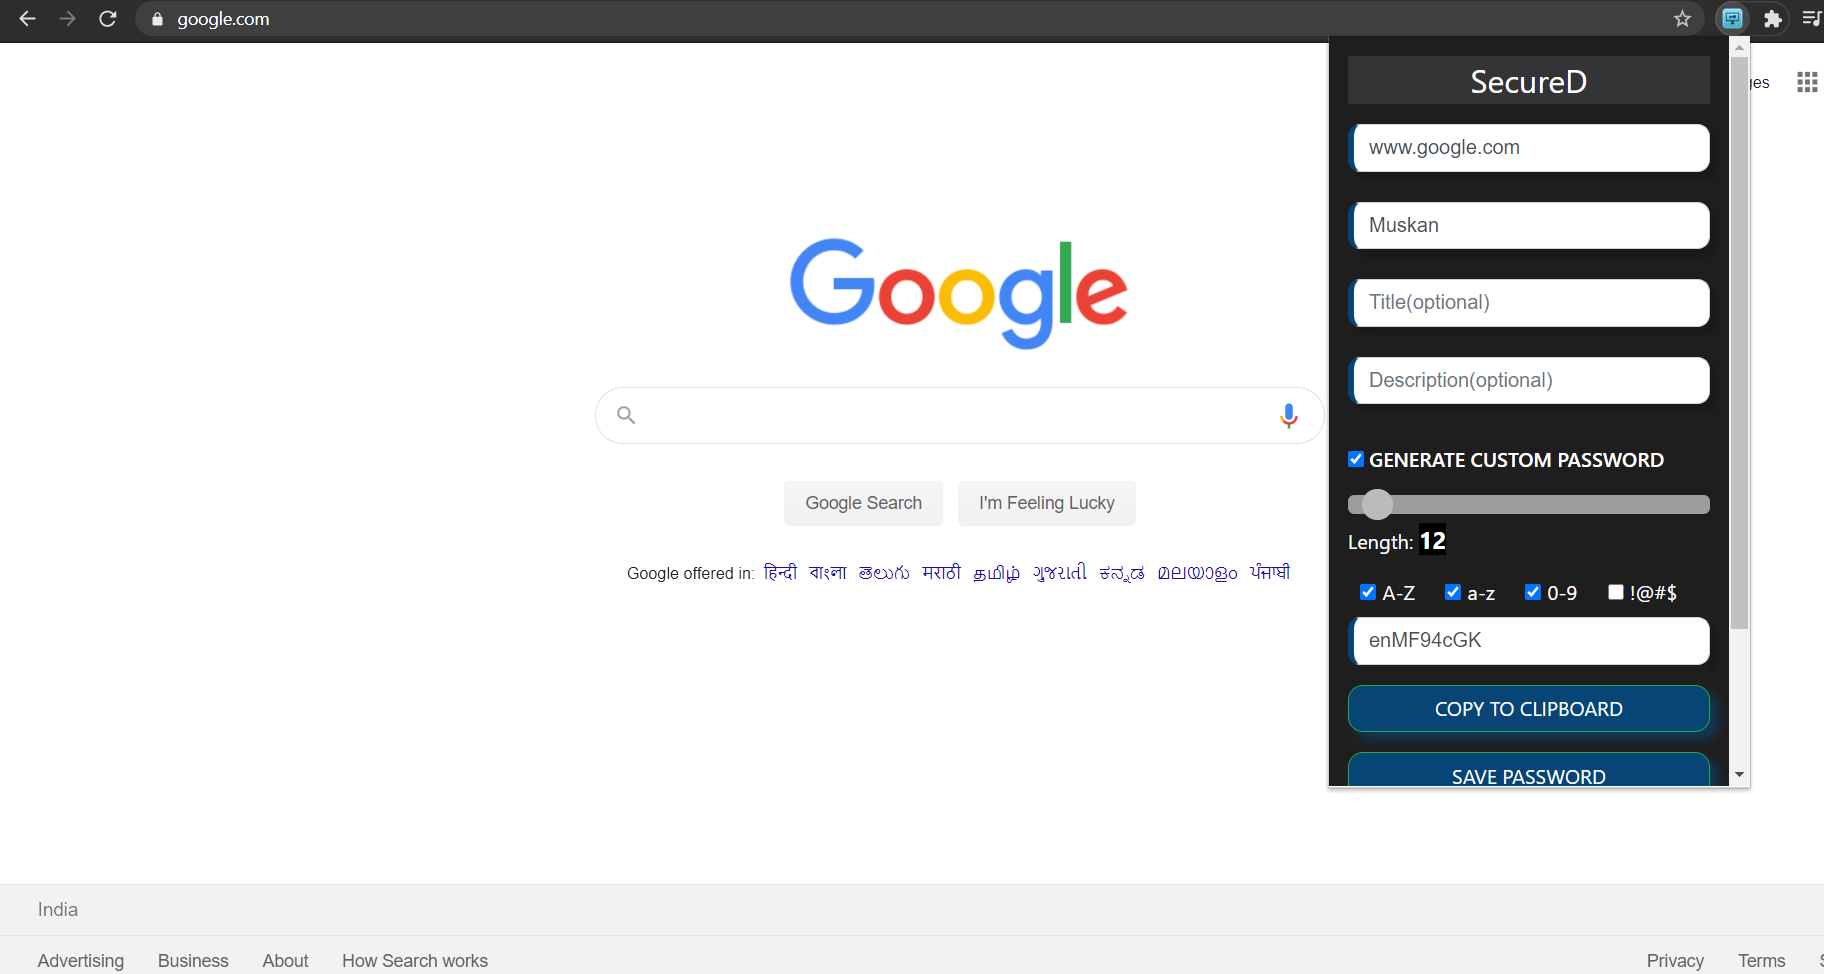 google.com
SecureD
ges
www.google.com
Muskan
Title(optional)
Google
Description(optional)
GENERATE CUSTOM PASSWORD
Google Search I'm Feeling Lucky
Length: 12
Google offered in: हिन्दी বাংলা తెలుగు मराठी தமிழ் ગુજરાતી ಕನ್ನಡ മലയാളം ਪੰਜਾਬੀ
A-Z a-z 0-9 !@#$
enMF94cGK
COPY TO CLIPBOARD
SAVE PASSWORD
India
Advertising Business About How Search works Privacy Terms